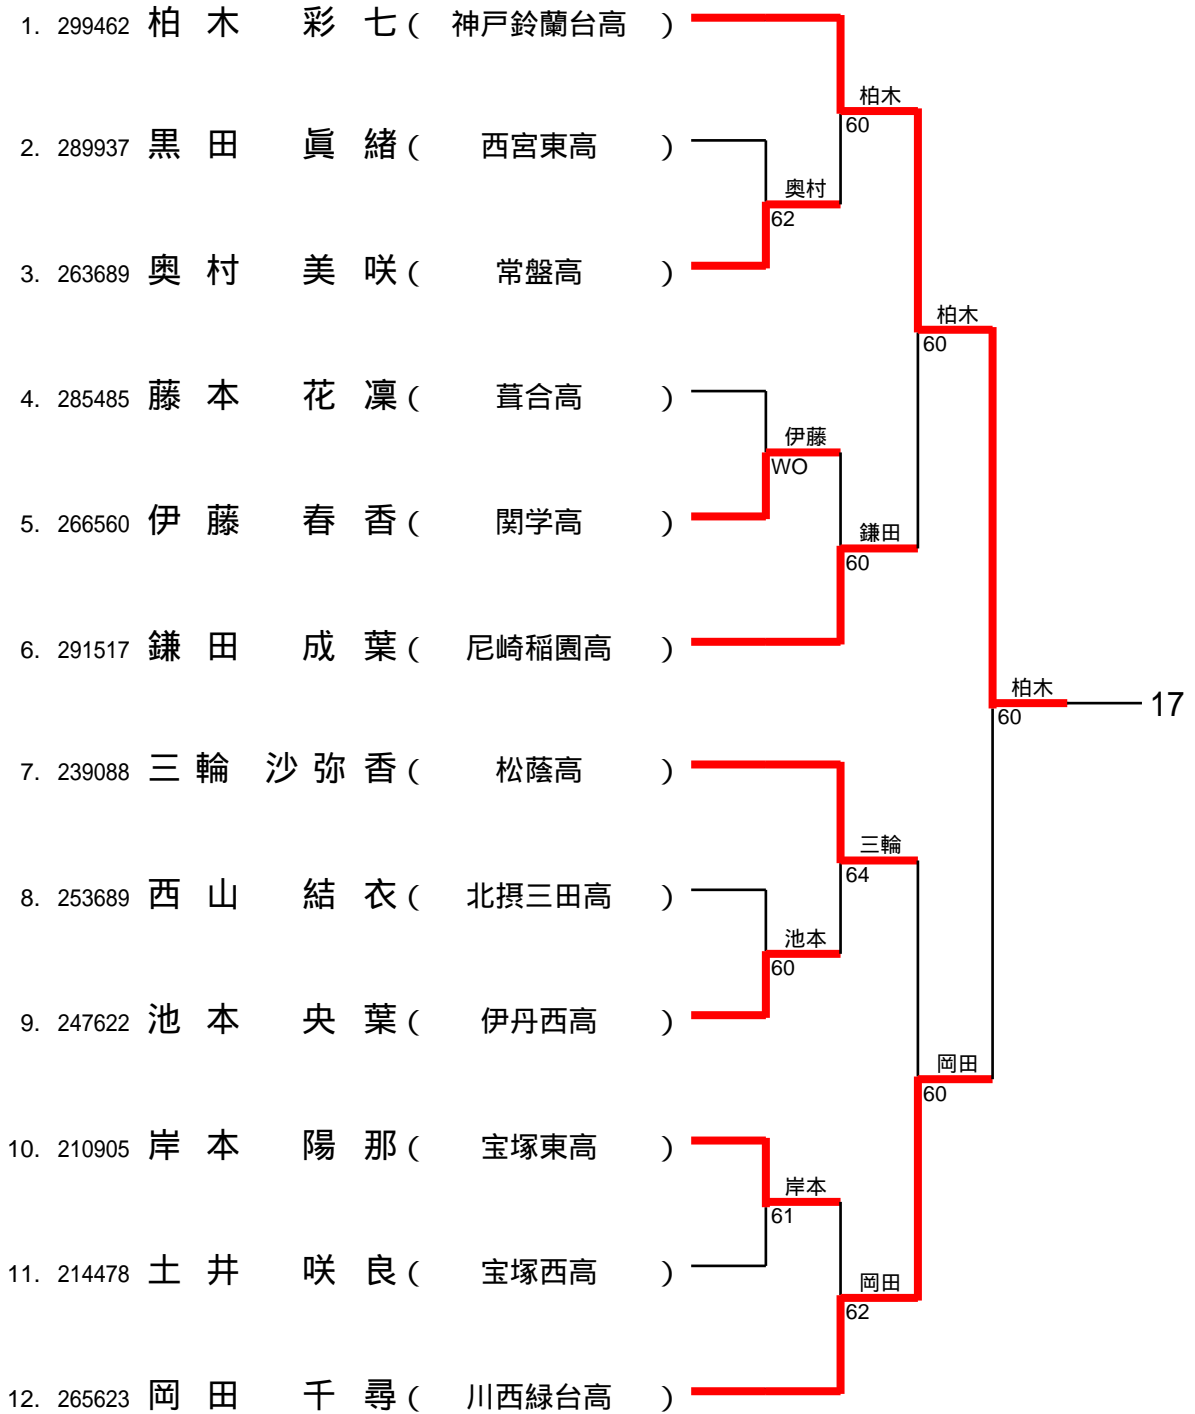 1. 299462 柏木 彩七 ( 神戸鈴蘭台高 )
柏木
60
2. 289937 黒田 眞緒 ( 西宮東高 )
奥村
62
3. 263689 奥村 美咲 ( 常盤高 )
柏木
60
4. 285485 藤本 花凜 ( 葺合高 )
伊藤
WO
5. 266560 伊藤 春香 ( 関学高 )
鎌田
60
6. 291517 鎌田 成葉 ( 尼崎稲園高 )
柏木
60
17
7. 239088 三輪 沙弥香 ( 松蔭高 )
三輪
64
8. 253689 西山 結衣 ( 北摂三田高 )
池本
60
9. 247622 池本 央葉 ( 伊丹西高 )
岡田
60
10. 210905 岸本 陽那 ( 宝塚東高 )
岸本
61
11. 214478 土井 咲良 ( 宝塚西高 )
岡田
62
12. 265623 岡田 千尋 ( 川西緑台高 )